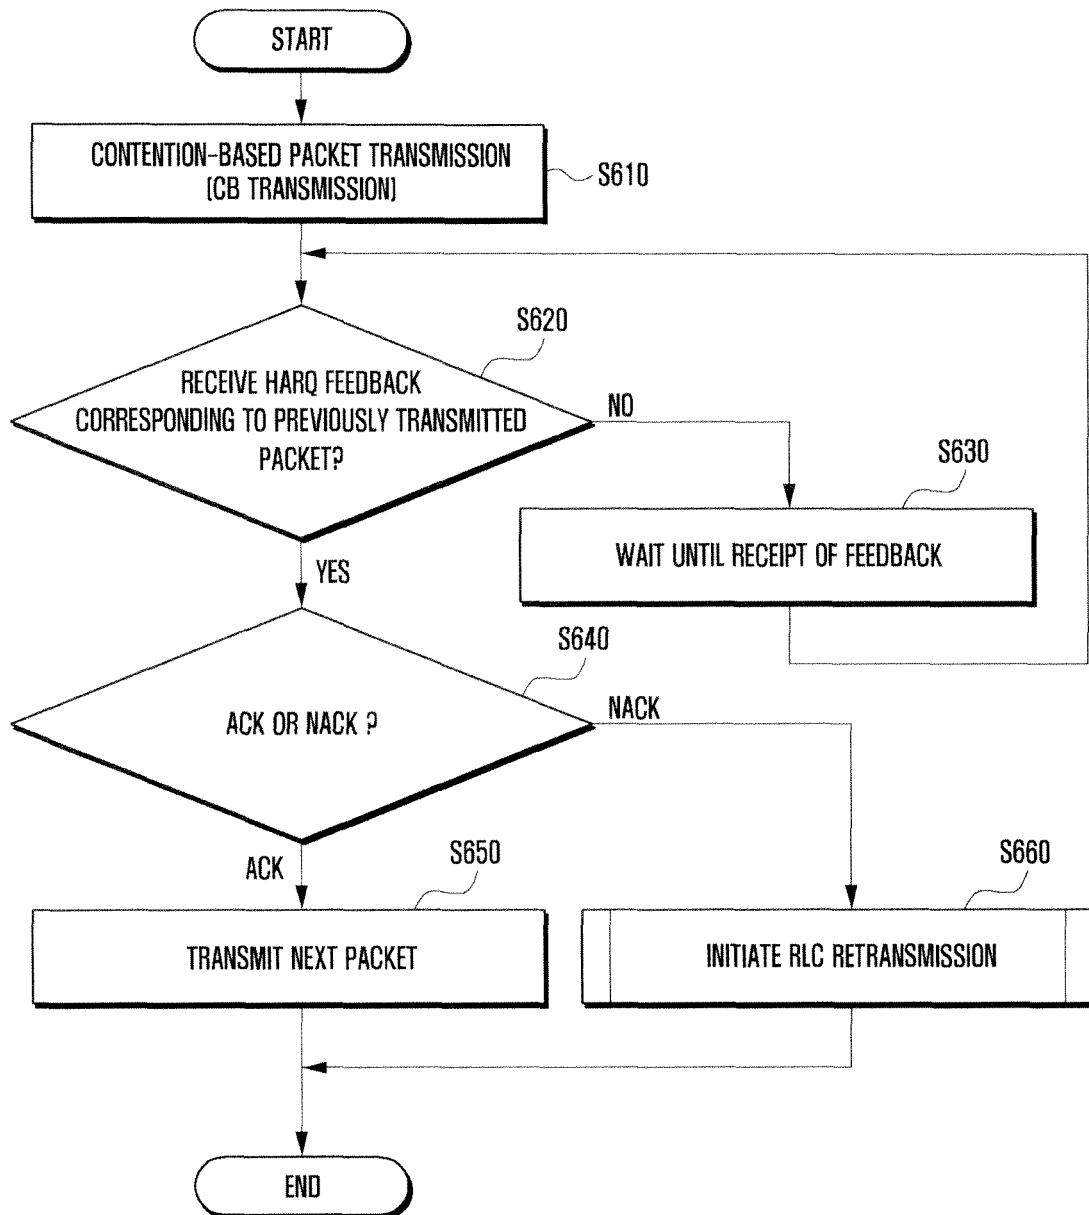 START
CONTENTION-BASED PACKET TRANSMISSION
(CB TRANSMISSION)
S610
S620
RECEIVE HARQ FEEDBACK
CORRESPONDING TO PREVIOUSLY TRANSMITTED
PACKET?
NO
S630
WAIT UNTIL RECEIPT OF FEEDBACK
YES
S640
ACK OR NACK ?
NACK
ACK
S650
S660
TRANSMIT NEXT PACKET
INITIATE RLC RETRANSMISSION
END